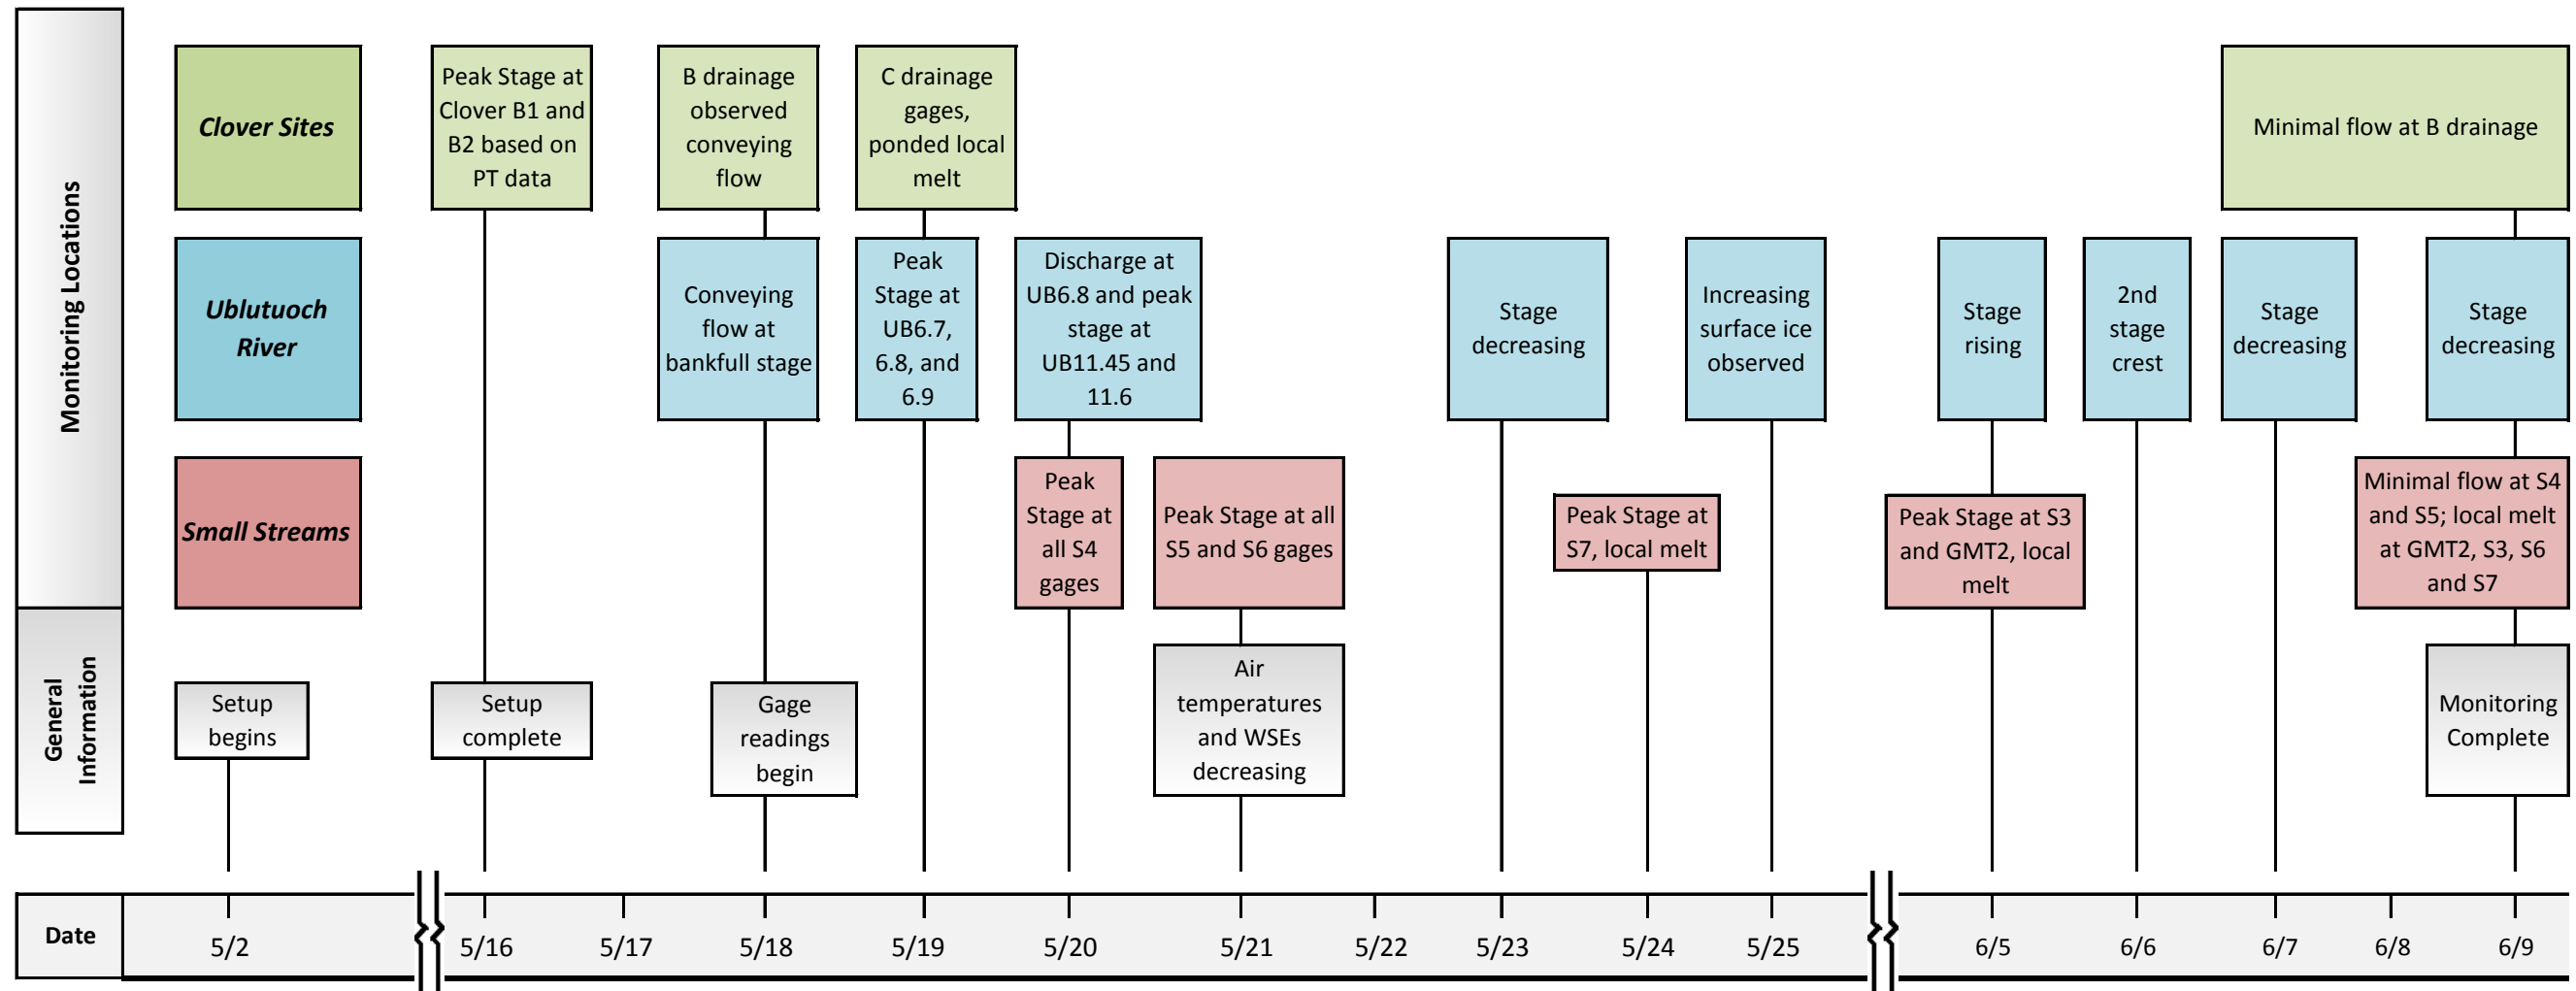 Monitoring Locations
Clover Sites
Peak Stage at
Clover B1 and
B2 based on
PT data
B drainage
observed
conveying
flow
C drainage
gages,
ponded local
melt
Minimal flow at B drainage
Ublutuoch
River
Conveying
flow at
bankfull stage
Peak
Stage at
UB6.7,
6.8, and
6.9
Discharge at
UB6.8 and peak
stage at
UB11.45 and
11.6
Stage
decreasing
Increasing
surface ice
observed
Stage
rising
2nd
stage
crest
Stage
decreasing
Stage
decreasing
Small Streams
Peak
Stage at
all S4
gages
Peak Stage at all
S5 and S6 gages
Peak Stage at
S7, local melt
Peak Stage at S3
and GMT2, local
melt
Minimal flow at S4
and S5; local melt
at GMT2, S3, S6
and S7
General
Information
Setup
begins
Setup
complete
Gage
readings
begin
Air
temperatures
and WSEs
decreasing
Monitoring
Complete
Date
5/2
5/16
5/17
5/18
5/19
5/20
5/21
5/22
5/23
5/24
5/25
6/5
6/6
6/7
6/8
6/9